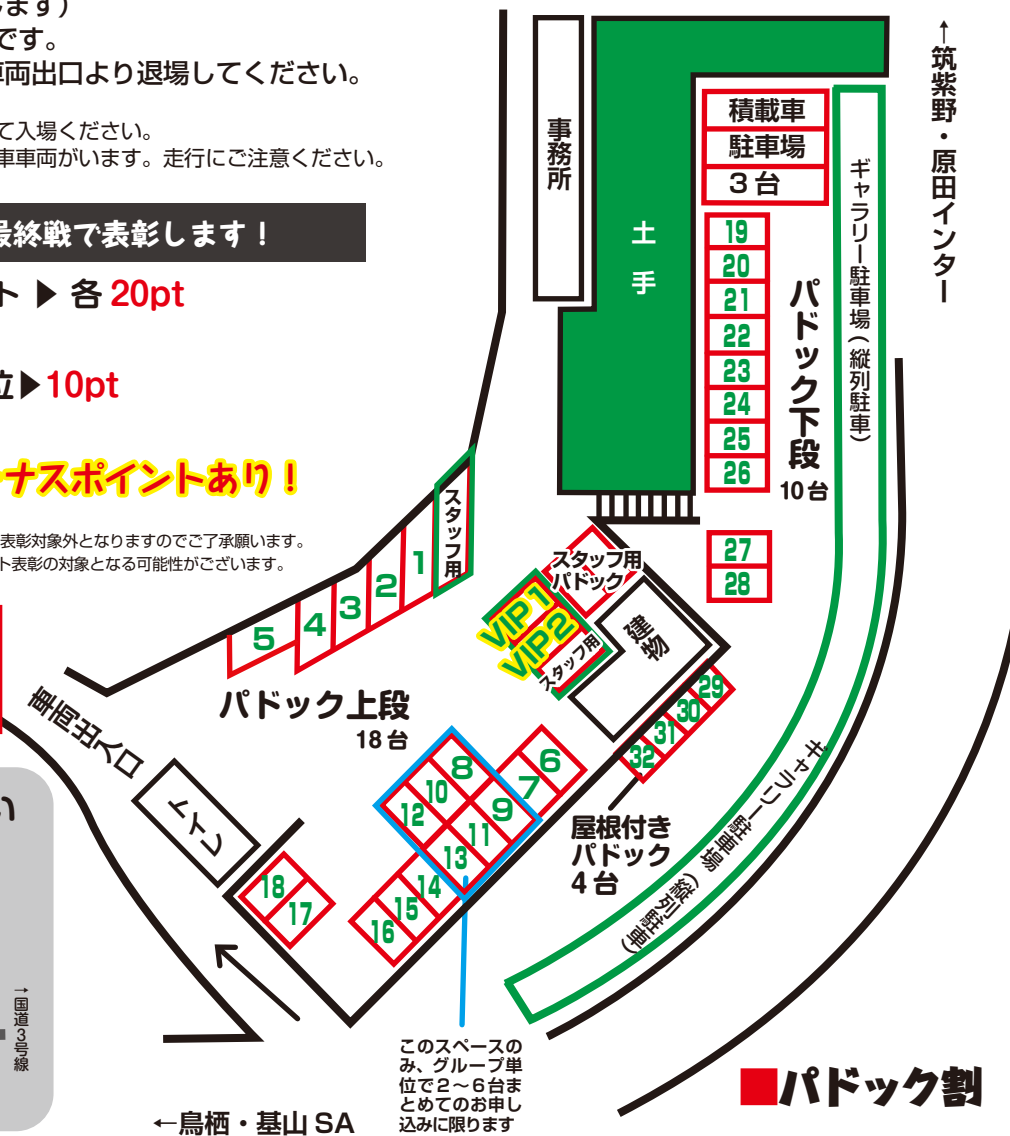 ます）
です。
車両出口より退場してください。
て入場ください。
車車両がいます。走行にご注意ください。
最終戦で表彰します！
ト ▶ 各 20pt
位▶10pt
ーナスポイントあり！
表彰対象外となりますのでご了承願います。
ト表彰の対象となる可能性がございます。
事務所
土手
積載車
駐車場
3台
19
20
21
22
23
24
25
26
パドック下段
10台
27
28
ギャラリー駐車場（縦列駐車）
↑筑紫野・原田インター
スタッフ用
1
2
3
4
5
スタッフ用
パドック
VIP 1
VIP 2
スタッフ用
建物
パドック上段
18台
車両出入口
トイレ
6
7
8
9
10
11
12
13
14
15
16
17
18
29
30
31
32
屋根付き
パドック
4台
ギャラリー駐車場（縦列駐車）
このスペースの
み、グループ単
位で2〜6台ま
とめてのお申し
込みに限ります
い
→国道3号線
←鳥栖・基山 SA
■パドック割